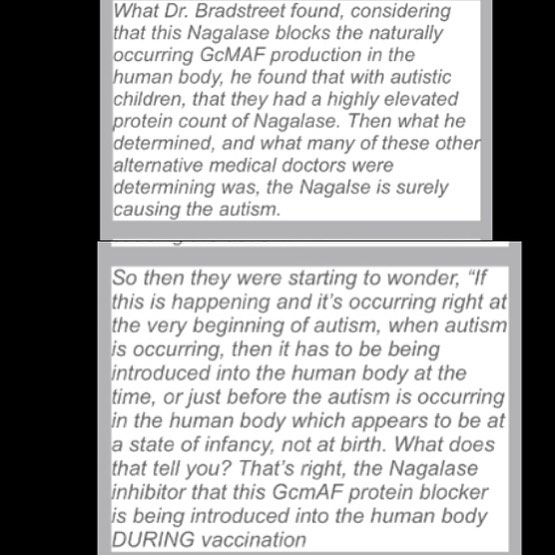 What Dr. Bradstreet found, considering
that this Nagalase blocks the naturally
occurring GcMAF production in the
human body, he found that with autistic
children, that they had a highly elevated
protein count of Nagalase. Then what he
determined, and what many of these other
alternative medical doctors were
determining was, the Nagalse is surely
causing the autism.
So then they were starting to wonder, “If
this is happening and it’s occurring right at
the very beginning of autism, when autism
is occurring, then it has to be being
introduced into the human body at the
time, or just before the autism is occurring
in the human body which appears to be at
a state of infancy, not at birth. What does
that tell you? That’s right, the Nagalase
inhibitor that this GcmAF protein blocker
is being introduced into the human body
DURING vaccination